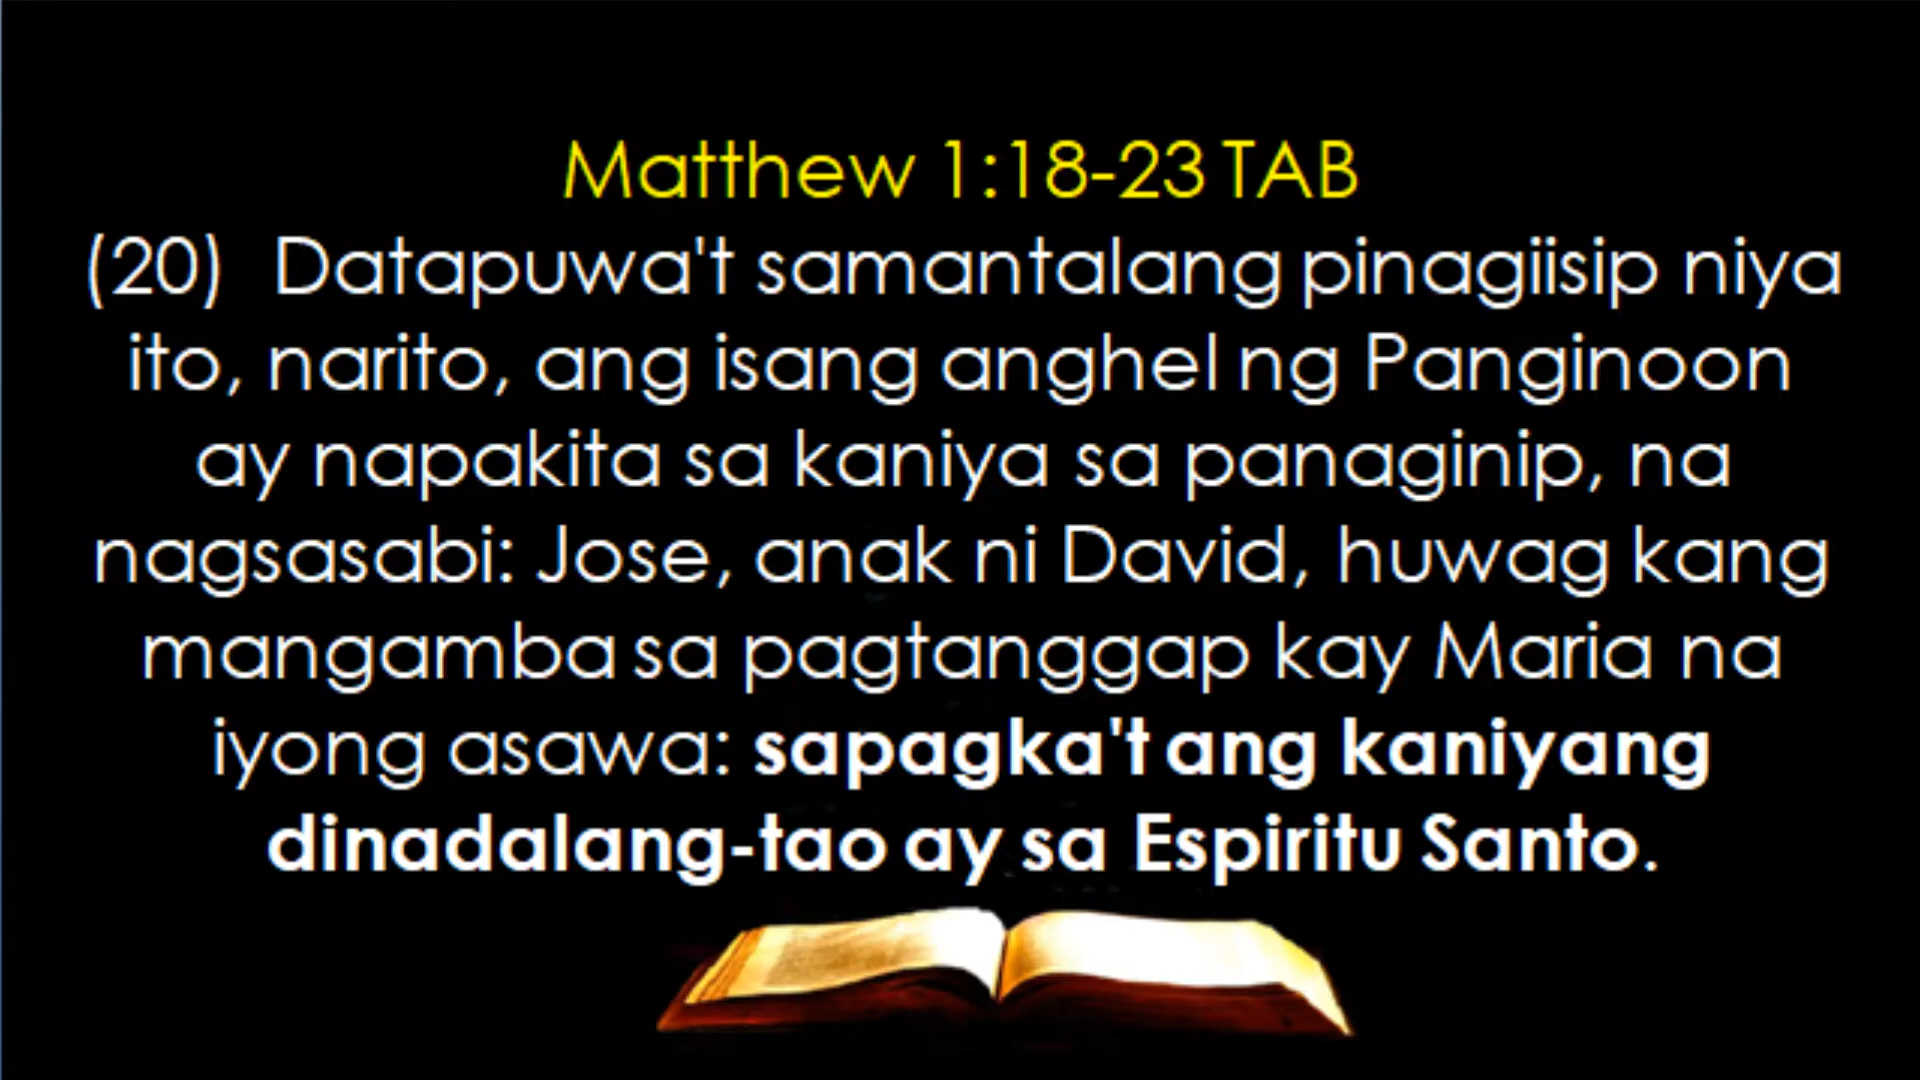 Matthew 1:18-23 TAB
(20) Datapuwa't samantalang pinagiisip niya
ito, narito, ang isang anghel ng Panginoon
ay napakita sa kaniya sa panaginip, na
nagsasabi: Jose, anak ni David, huwag kang
mangamba sa pagtanggap kay Maria na
iyong asawa: sapagka't ang kaniyang
dinadalang-tao ay sa Espiritu Santo.